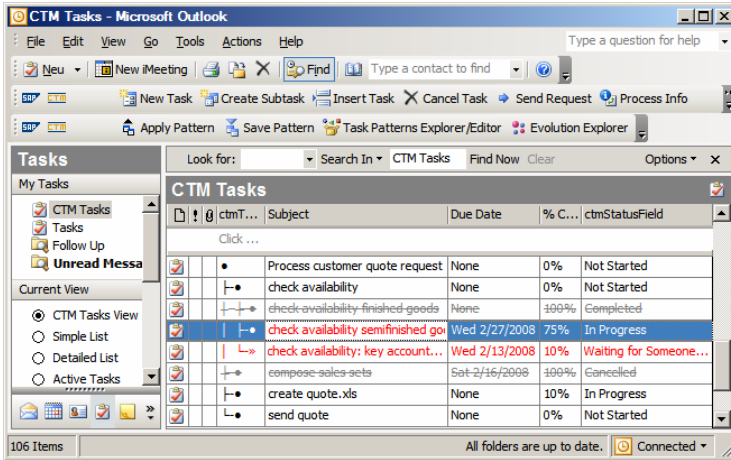 CTM Tasks - Microsoft Outlook
File Edit View Go Tools Actions Help Type a question for help
Neu New iMeeting Find Type a contact to find
SAP CTM New Task Create Subtask Insert Task Cancel Task Send Request Process Info
SAP CTM Apply Pattern Save Pattern Task Patterns Explorer/Editor Evolution Explorer
Tasks
Look for: Search In CTM Tasks Find Now Clear Options
My Tasks
CTM Tasks
Tasks
Follow Up
Unread Messa
Current View
CTM Tasks View
Simple List
Detailed List
Active Tasks
CTM Tasks
ctmT... Subject Due Date % C... ctmStatusField
Click ...
Process customer quote request None 0% Not Started
check availability None 0% Not Started
check availability finished goods None 100% Completed
check availability semifinished goo Wed 2/27/2008 75% In Progress
check availability: key account... Wed 2/13/2008 10% Waiting for Someone...
compose sales sets Sat 2/16/2008 100% Cancelled
create quote.xls None 10% In Progress
send quote None 0% Not Started
106 Items All folders are up to date. Connected